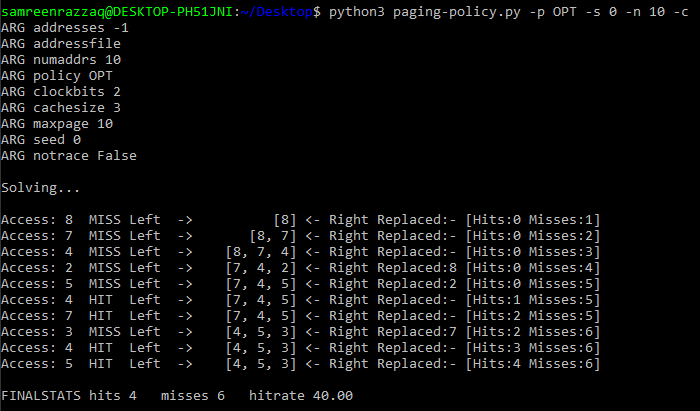 samreenrazzaq@DESKTOP-PH51JNI:~/Desktop$ python3 paging-policy.py -p OPT -s 0 -n 10 -c
ARG addresses -1
ARG addressfile
ARG numaddrs 10
ARG policy OPT
ARG clockbits 2
ARG cachesize 3
ARG maxpage 10
ARG seed 0
ARG notrace False
Solving...
Access: 8  MISS Left  ->          [8] <- Right Replaced:- [Hits:0 Misses:1]
Access: 7  MISS Left  ->       [8, 7] <- Right Replaced:- [Hits:0 Misses:2]
Access: 4  MISS Left  ->    [8, 7, 4] <- Right Replaced:- [Hits:0 Misses:3]
Access: 2  MISS Left  ->    [7, 4, 2] <- Right Replaced:8 [Hits:0 Misses:4]
Access: 5  MISS Left  ->    [7, 4, 5] <- Right Replaced:2 [Hits:0 Misses:5]
Access: 4  HIT  Left  ->    [7, 4, 5] <- Right Replaced:- [Hits:1 Misses:5]
Access: 7  HIT  Left  ->    [7, 4, 5] <- Right Replaced:- [Hits:2 Misses:5]
Access: 3  MISS Left  ->    [4, 5, 3] <- Right Replaced:7 [Hits:2 Misses:6]
Access: 4  HIT  Left  ->    [4, 5, 3] <- Right Replaced:- [Hits:3 Misses:6]
Access: 5  HIT  Left  ->    [4, 5, 3] <- Right Replaced:- [Hits:4 Misses:6]
FINALSTATS hits 4   misses 6   hitrate 40.00